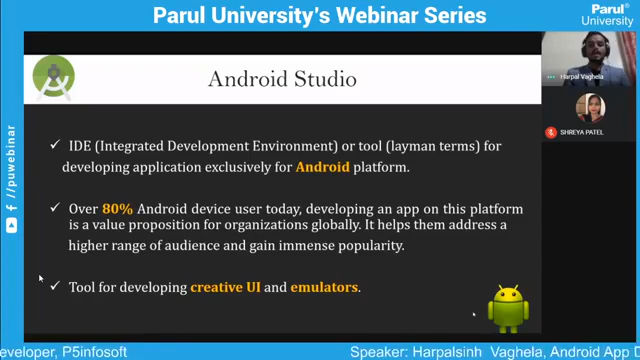 Parul University's Webinar Series
Parul®
University
Android Studio
✓ IDE (Integrated Development Environment) or tool (layman terms) for
developing application exclusively for Android platform.
✓ Over 80% Android device user today, developing an app on this platform
is a value proposition for organizations globally. It helps them address a
higher range of audience and gain immense popularity.
✓ Tool for developing creative UI and emulators.
Harpal Vaghela
SHREYA PATEL
/puwebinar
eveloper, P5infosoft
Speaker: Harpalsinh Vaghela, Android App D